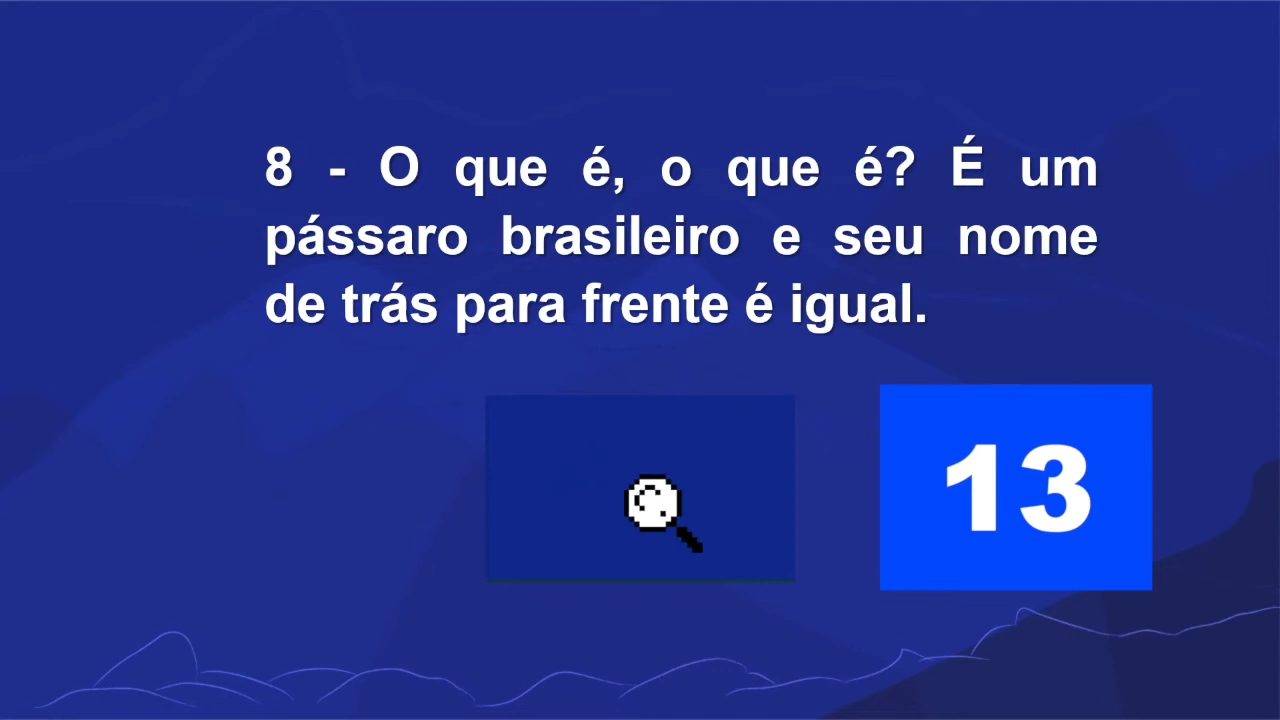 8 - O que é, o que é? É um
pássaro brasileiro e seu nome
de trás para frente é igual.
13